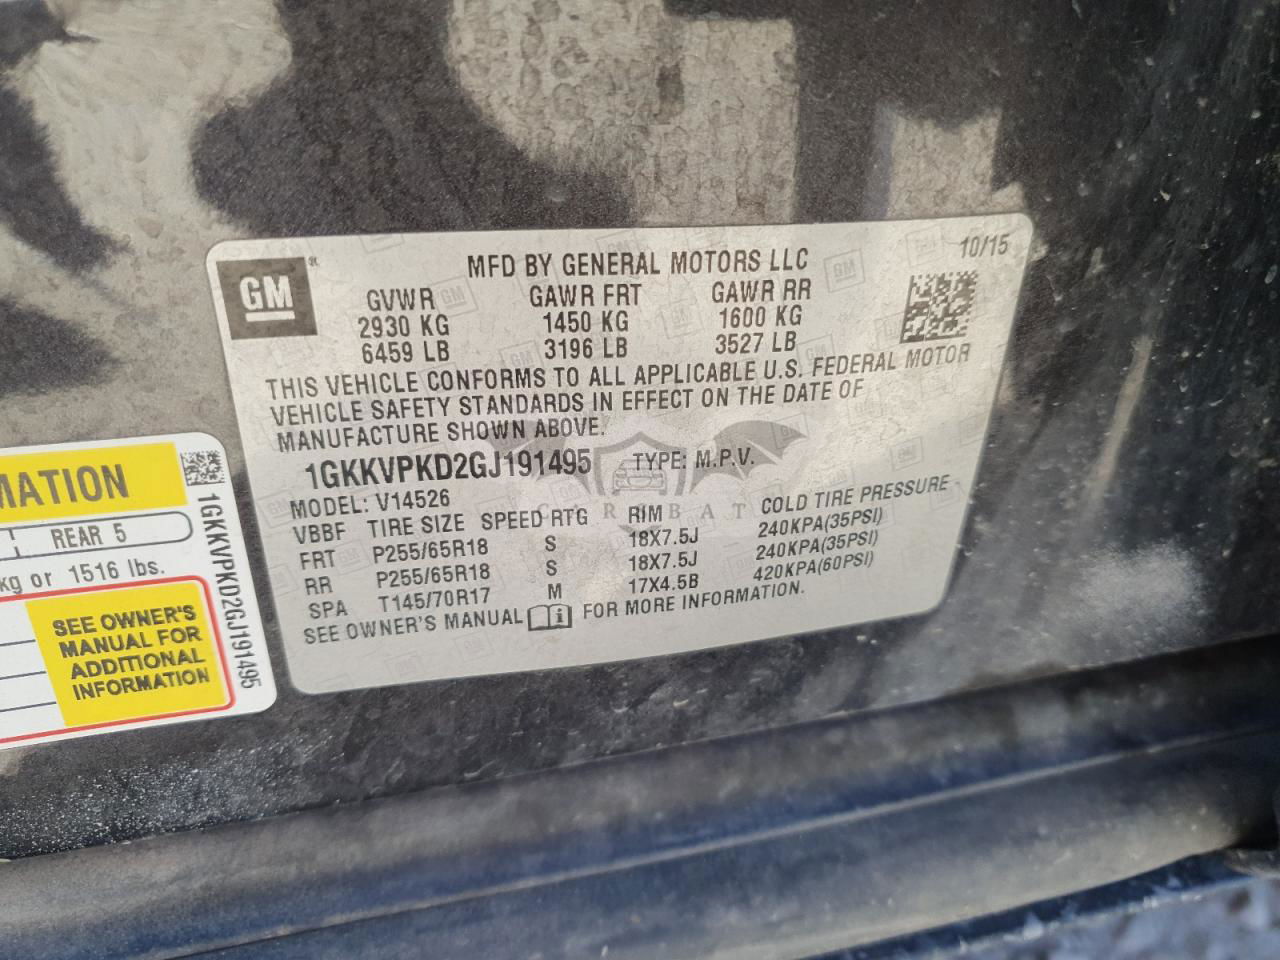 GM
®
MFD BY GENERAL MOTORS LLC
10/15
GVWR GAWR FRT GAWR RR
2930 KG 1450 KG 1600 KG
6459 LB 3196 LB 3527 LB
THIS VEHICLE CONFORMS TO ALL APPLICABLE U.S. FEDERAL MOTOR
VEHICLE SAFETY STANDARDS IN EFFECT ON THE DATE OF
MANUFACTURE SHOWN ABOVE.
1GKKVPKD2GJ191495 TYPE: M.P.V.
MODEL: V14526
VBBF TIRE SIZE SPEED RTG RIM COLD TIRE PRESSURE
FRT P255/65R18 S 18X7.5J 240KPA(35PSI)
RR P255/65R18 S 18X7.5J 240KPA(35PSI)
SPA T145/70R17 M 17X4.5B 420KPA(60PSI)
SEE OWNER'S MANUAL i FOR MORE INFORMATION.
CARBAT
MATION
REAR 5
kg or 1516 lbs.
SEE OWNER'S
MANUAL FOR
ADDITIONAL
INFORMATION
1GKKVPKD2GJ191495